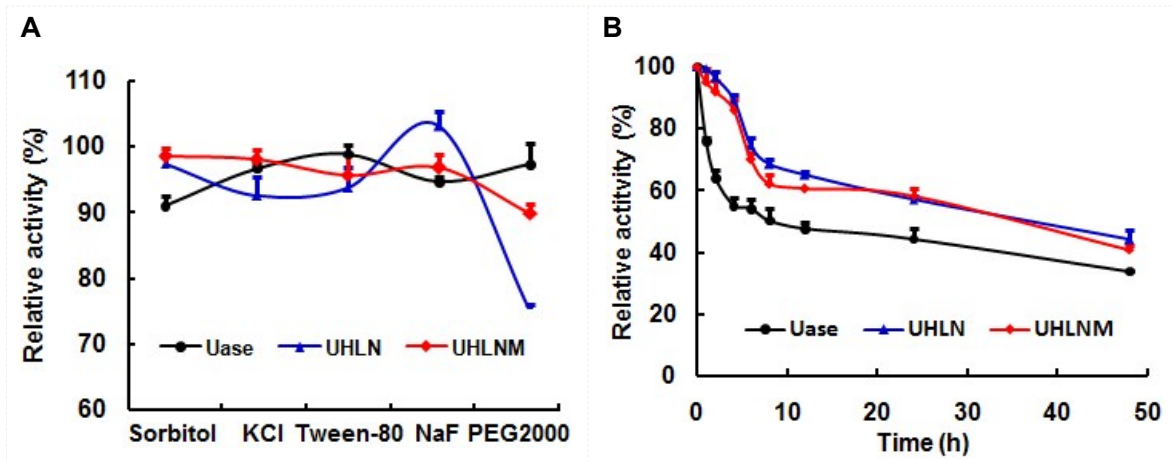 A
Relative activity (%)
110
100
90
80
70
60
Uase UHLN UHLNM
Sorbitol KCl Tween-80 NaF PEG2000
B
Relative actitvity (%)
100
80
60
40
20
0
Uase UHLN UHLNM
0 10 20 30 40 50
Time (h)